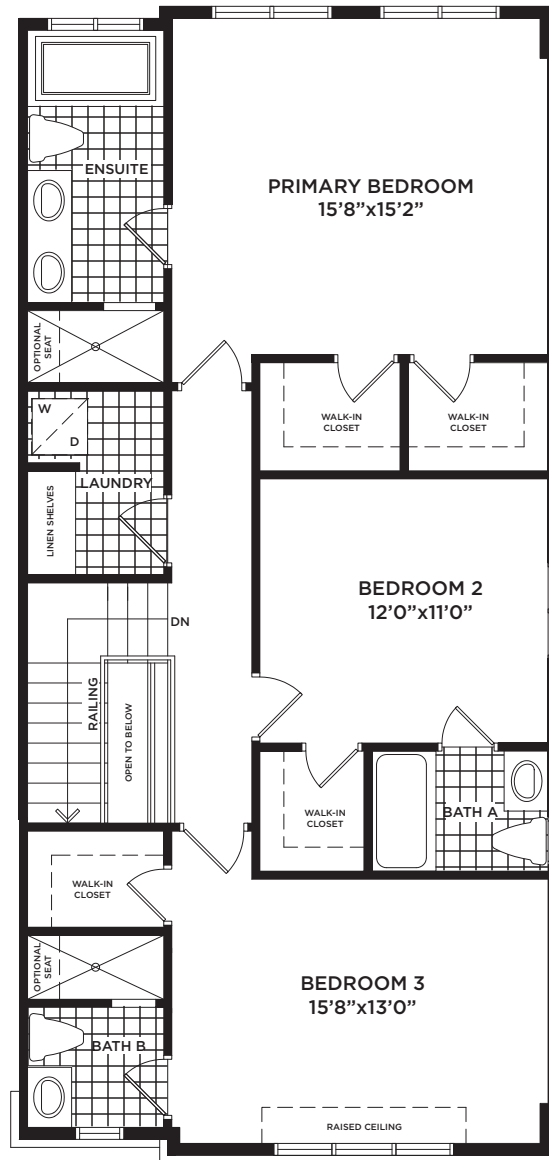 ENSUITE
PRIMARY BEDROOM
15’8”x15’2”
OPTIONAL
SEAT
W
D
WALK-IN
CLOSET
WALK-IN
CLOSET
LAUNDRY
LINEN SHELVES
BEDROOM 2
12’0”x11’0”
DN
RAILING
OPEN TO BELOW
WALK-IN
CLOSET
BATH A
WALK-IN
CLOSET
OPTIONAL
SEAT
BEDROOM 3
15’8”x13’0”
BATH B
RAISED CEILING